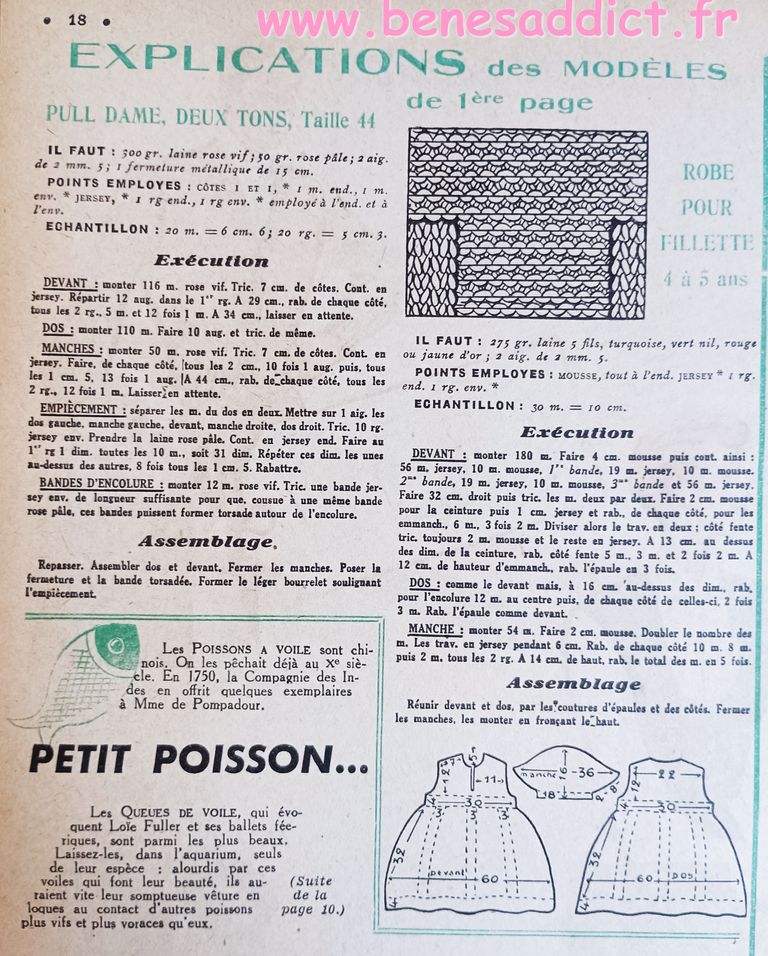 www.benesaddict.fr
• 18 •
EXPLICATIONS des MODÈLES
de 1ère page
PULL DAME, DEUX TONS, Taille 44
IL FAUT : 500 gr. laine rose vif ; 50 gr. rose pâle ; 2 aig.
de 2 mm. 5 ; 1 fermeture métallique de 15 cm.
POINTS EMPLOYES : CÔTES 1 ET 1, * 1 m. end., 1 m.
env. * JERSEY, * 1 rg end., 1 rg env. * employé à l'end. et à
l'env.
ECHANTILLON : 20 m. = 6 cm. 6 ; 20 rg. = 5 cm. 3.
Exécution
DEVANT : monter 116 m. rose vif. Tric. 7 cm. de côtes. Cont. en
jersey. Répartir 12 aug. dans le 1er rg. A 29 cm., rab. de chaque côté,
tous les 2 rg., 5 m. et 12 fois 1 m. A 34 cm., laisser en attente.
DOS : monter 110 m. Faire 10 aug. et tric. de même.
MANCHES : monter 50 m. rose vif. Tric. 7 cm. de côtes. Cont. en
jersey. Faire, de chaque côté, tous les 2 cm., 10 fois 1 aug. puis, tous
les 1 cm. 5, 13 fois 1 aug. A 44 cm., rab. de chaque côté, tous les
2 rg., 12 fois 1 m. Laisser en attente.
EMPIÈCEMENT : séparer les m. du dos en deux. Mettre sur 1 aig. les
dos gauche, manche gauche, devant, manche droite, dos droit. Tric. 10 rg.
jersey env. Prendre la laine rose pâle. Cont. en jersey end. Faire au
1er rg 1 dim. toutes les 10 m., soit 31 dim. Répéter ces dim. les unes
au-dessus des autres, 8 fois tous les 1 cm. 5. Rabattre.
BANDES D'ENCOLURE : monter 12 m. rose vif. Tric. une bande jer-
sey env. de longueur suffisante pour que, cousue à une même bande
rose pâle, ces bandes puissent former torsade autour de l'encolure.
Assemblage.
Repasser. Assembler dos et devant. Fermer les manches. Poser la
fermeture et la bande torsadée. Former le léger bourrelet soulignant
l'empiècement.
Les POISSONS A VOILE sont chi-
nois. On les pêchait déjà au Xe siè-
cle. En 1750, la Compagnie des In-
des en offrit quelques exemplaires
à Mme de Pompadour.
PETIT POISSON...
Les QUEUES DE VOILE, qui évo-
quent Loïe Fuller et ses ballets fée-
riques, sont parmi les plus beaux.
Laissez-les, dans l'aquarium, seuls
de leur espèce : alourdis par ces
voiles qui font leur beauté, ils au-
raient vite leur somptueuse vêture en
loques au contact d'autres poissons
plus vifs et plus voraces qu'eux.
(Suite
de la
page 10.)
ROBE
POUR
FILLETTE
4 à 5 ans
IL FAUT : 275 gr. laine 5 fils, turquoise, vert nil, rouge
ou jaune d'or ; 2 aig. de 2 mm. 5.
POINTS EMPLOYES : MOUSSE, tout à l'end. JERSEY * 1 rg.
end. 1 rg. env. *
ECHANTILLON : 30 m. = 10 cm.
Exécution
DEVANT : monter 180 m. Faire 4 cm. mousse puis cont. ainsi :
56 m. jersey, 10 m. mousse, 1re bande, 19 m. jersey, 10 m. mousse.
2me bande, 19 m. jersey, 10 m. mousse, 3me bande et 56 m. jersey.
Faire 32 cm. droit puis tric. les m. deux par deux. Faire 2 cm. mousse
pour la ceinture puis 1 cm. jersey et rab., de chaque côté, pour les
emmanch., 6 m., 3 fois 2 m. Diviser alors le trav. en deux ; côté fente
tric. toujours 2 m. mousse et le reste en jersey. A 13 cm. au dessus
des dim. de la ceinture, rab. côté fente 5 m., 3 m. et 2 fois 2 m. A
12 cm. de hauteur d'emmanch., rab. l'épaule en 3 fois.
DOS : comme le devant mais, à 16 cm. au-dessus des dim., rab.
pour l'encolure 12 m. au centre puis, de chaque côté de celles-ci, 2 fois
3 m. Rab. l'épaule comme devant.
MANCHE : monter 54 m. Faire 2 cm. mousse. Doubler le nombre des
m. Les trav. en jersey pendant 6 cm. Rab. de chaque côté 10 m. 8 m.
puis 2 m. tous les 2 rg. A 14 cm. de haut, rab. le total des m. en 5 fois.
Assemblage
Réunir devant et dos, par les coutures d'épaules et des côtés. Fermer
les manches, les monter en fronçant le haut.
7 5
12 11
4 30
3 3 3
32
devant 60
4
manche 16 36
18 2 8
22
12
4 30
32
60 DOS
4